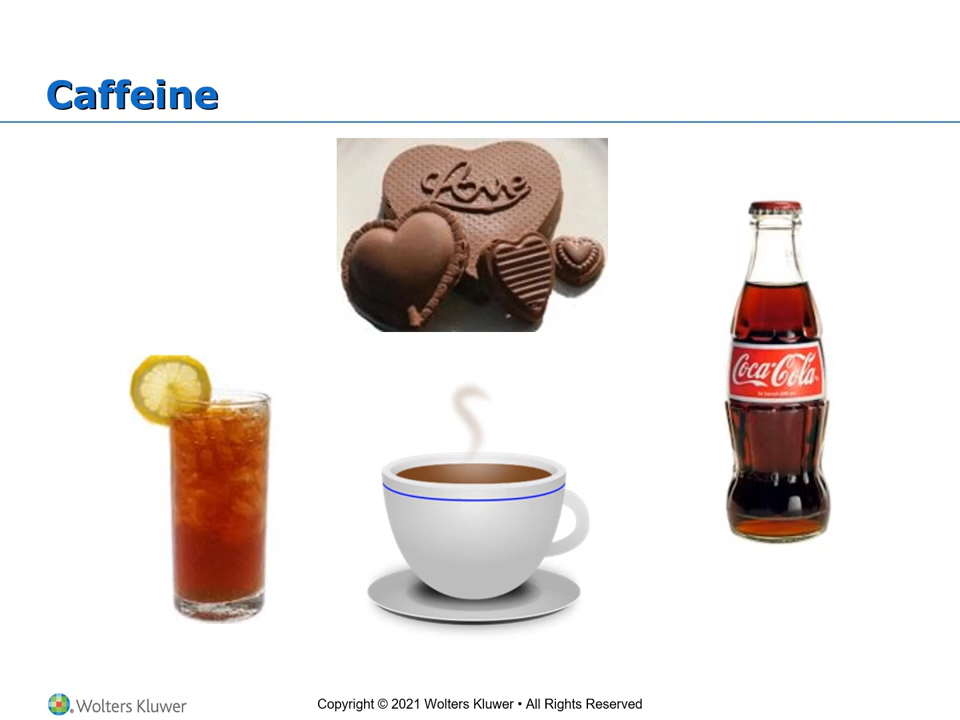 Caffeine
Love
Coca-Cola
Wolters Kluwer
Copyright © 2021 Wolters Kluwer • All Rights Reserved